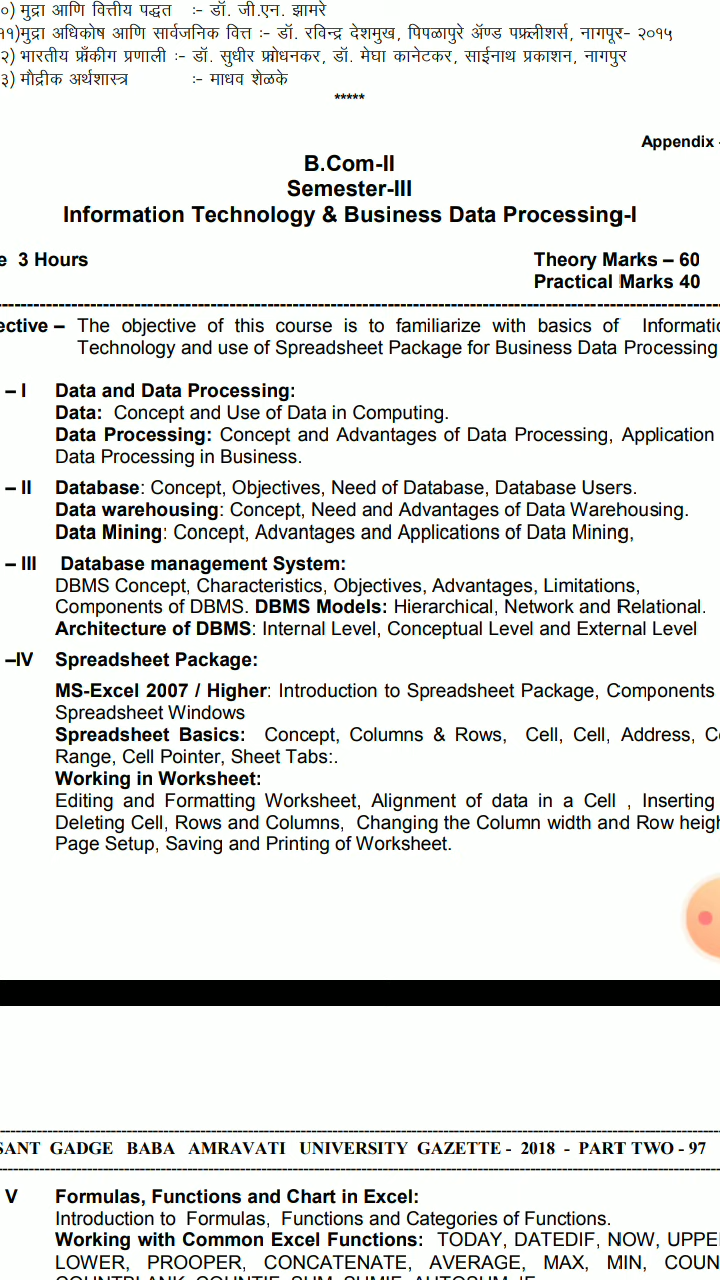 ०) मुद्रा आणि वित्तीय पद्धत :- डॉ. जी.एन. झामरे
११)मुद्रा अधिकोष आणि सार्वजनिक वित्त :- डॉ. रविन्द्र देशमुख, पिपळापुरे ॲण्ड पब्लीशर्स, नागपूर- २०१५
२) भारतीय प्रॉंकीग प्रणाली :- डॉ. सुधीर प्रोधनकर, डॉ. मेघा कानेटकर, साईनाथ प्रकाशन, नागपुर
३) मौद्रीक अर्थशास्त्र :- माधव शेळके
*****
Appendix -
B.Com-II
Semester-III
Information Technology & Business Data Processing-I
e 3 Hours Theory Marks – 60
Practical Marks 40
ective – The objective of this course is to familiarize with basics of Informatio
Technology and use of Spreadsheet Package for Business Data Processing
– I Data and Data Processing:
Data: Concept and Use of Data in Computing.
Data Processing: Concept and Advantages of Data Processing, Application
Data Processing in Business.
– II Database: Concept, Objectives, Need of Database, Database Users.
Data warehousing: Concept, Need and Advantages of Data Warehousing.
Data Mining: Concept, Advantages and Applications of Data Mining,
– III Database management System:
DBMS Concept, Characteristics, Objectives, Advantages, Limitations,
Components of DBMS. DBMS Models: Hierarchical, Network and Relational.
Architecture of DBMS: Internal Level, Conceptual Level and External Level
–IV Spreadsheet Package:
MS-Excel 2007 / Higher: Introduction to Spreadsheet Package, Components
Spreadsheet Windows
Spreadsheet Basics: Concept, Columns & Rows, Cell, Cell, Address, Ce
Range, Cell Pointer, Sheet Tabs:.
Working in Worksheet:
Editing and Formatting Worksheet, Alignment of data in a Cell , Inserting
Deleting Cell, Rows and Columns, Changing the Column width and Row heigh
Page Setup, Saving and Printing of Worksheet.
SANT GADGE BABA AMRAVATI UNIVERSITY GAZETTE - 2018 - PART TWO - 97
V Formulas, Functions and Chart in Excel:
Introduction to Formulas, Functions and Categories of Functions.
Working with Common Excel Functions: TODAY, DATEDIF, NOW, UPPE
LOWER, PROOPER, CONCATENATE, AVERAGE, MAX, MIN, COUN
COUNTBLANK, COUNTIF, SUM, SUMIF, AUTOSUM, IF